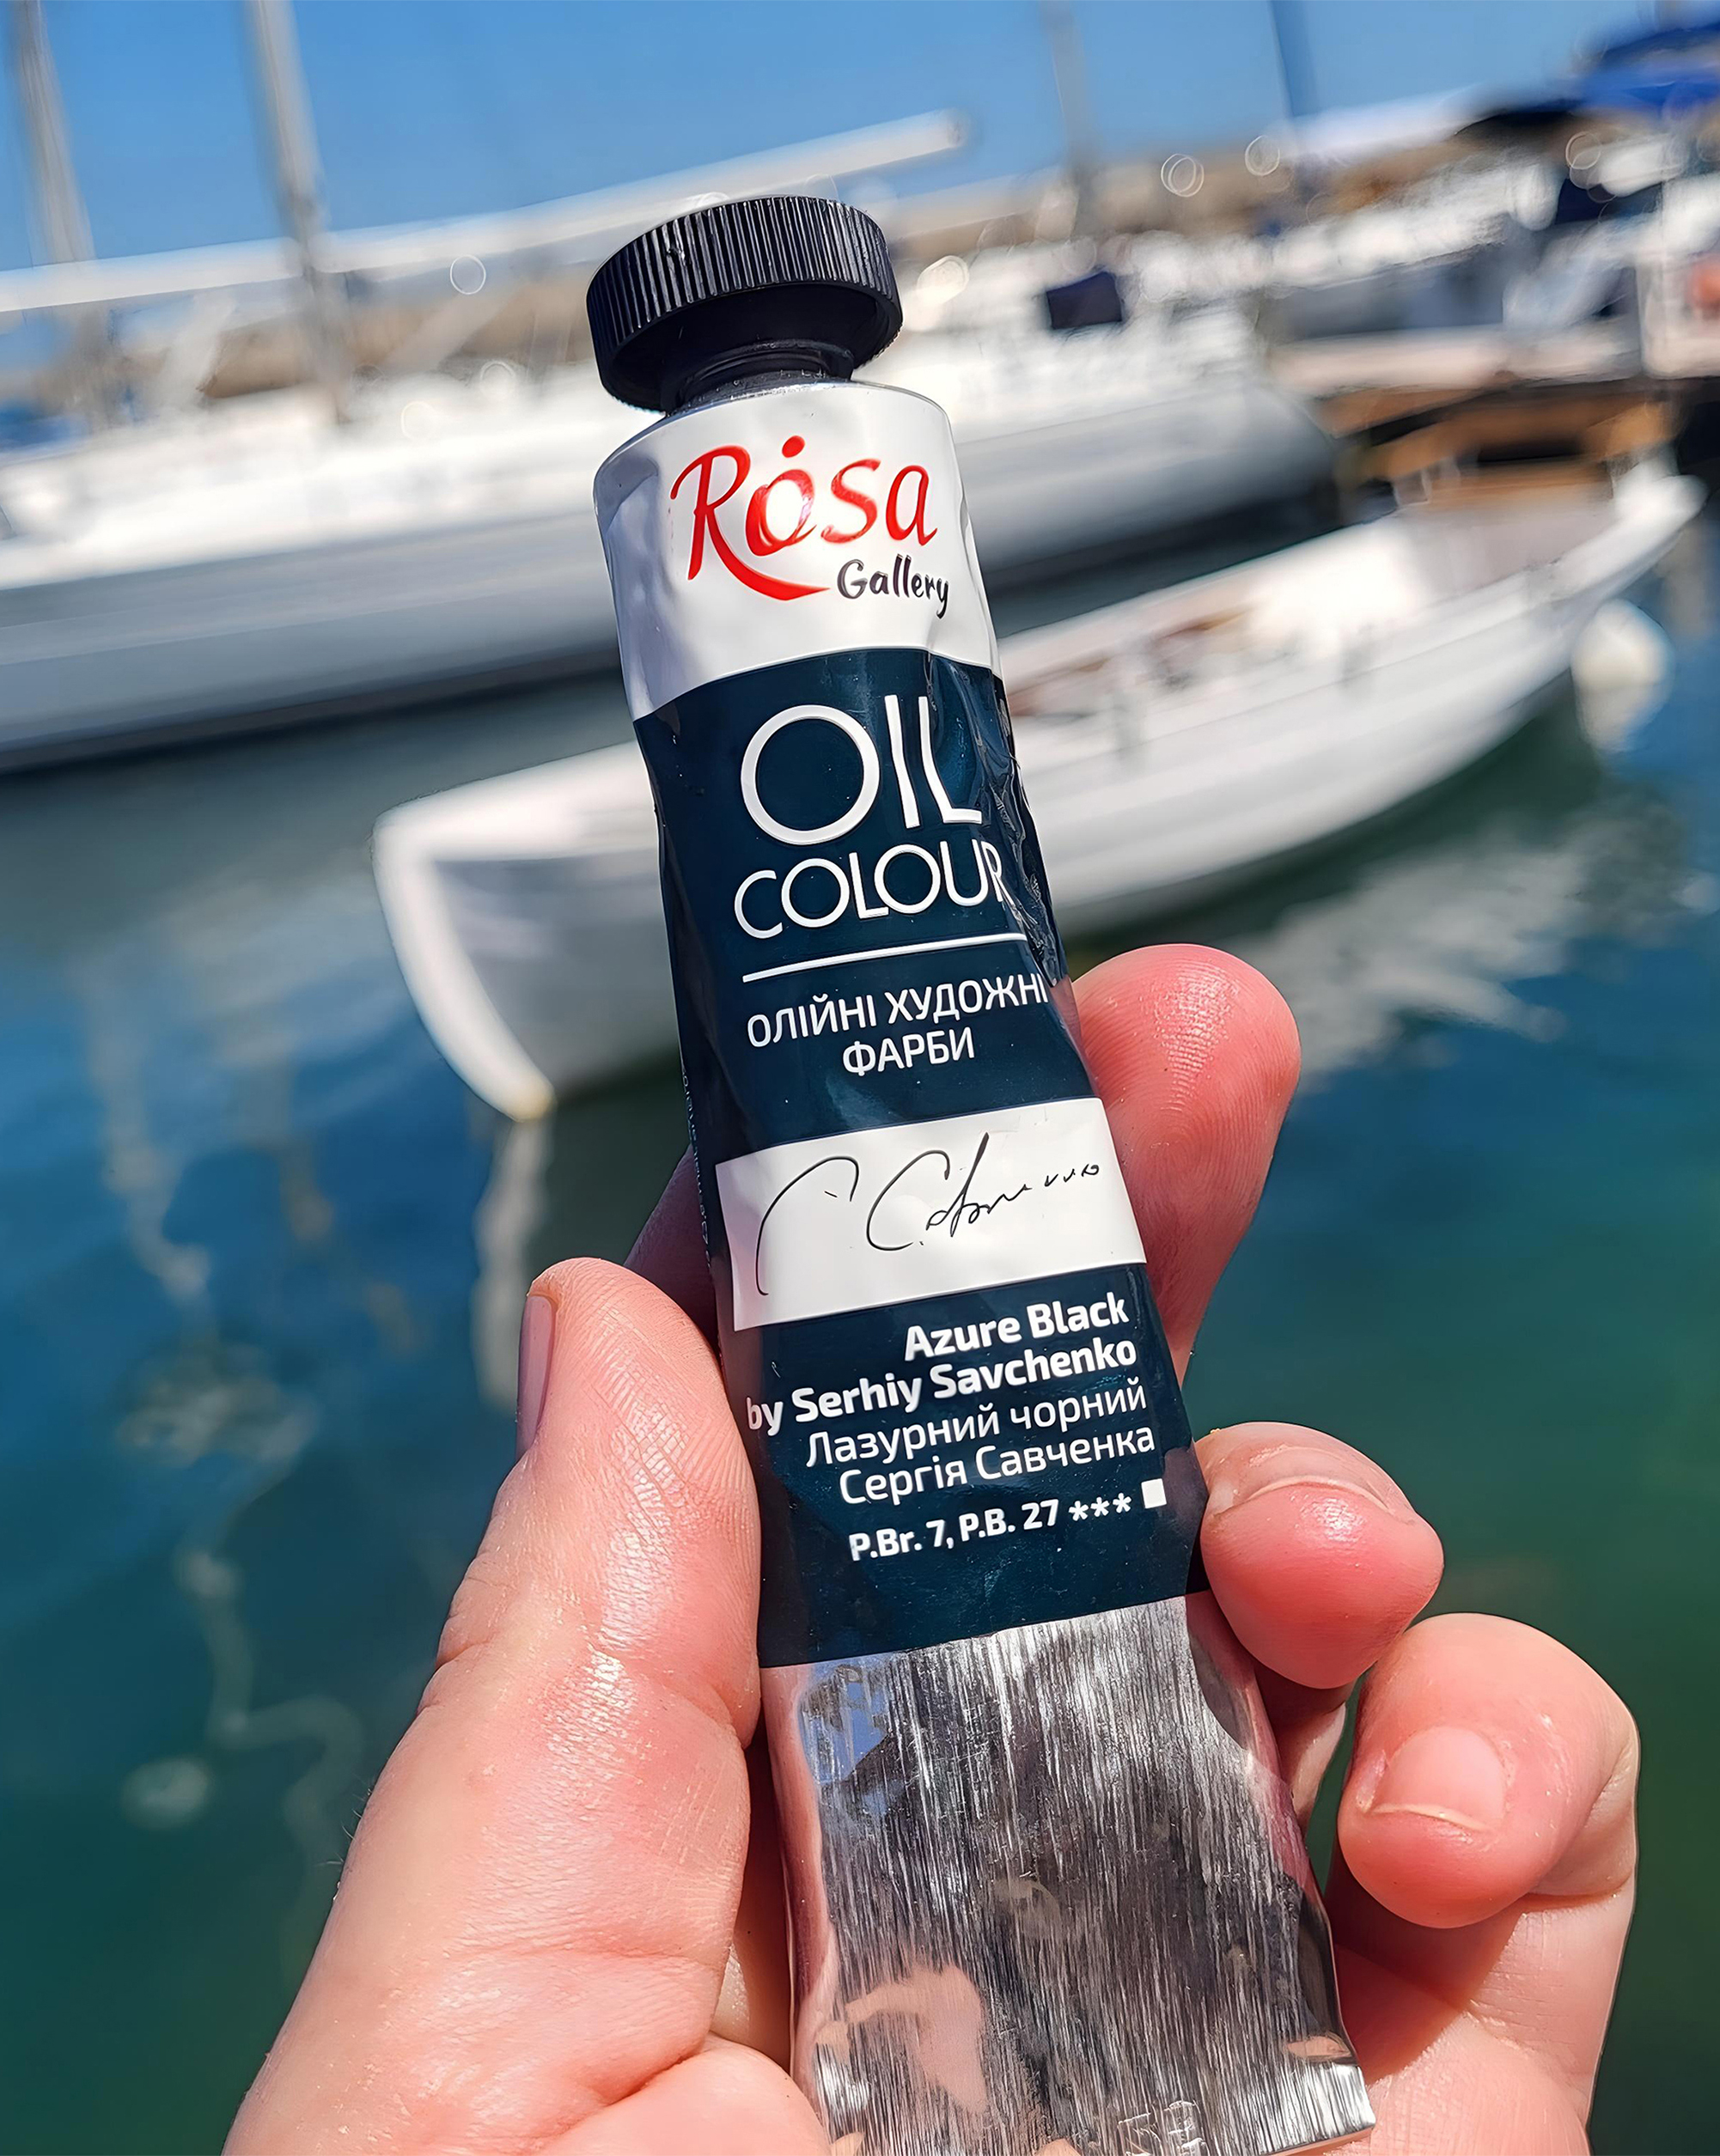 Rosa
Gallery
OIL
COLOUR
ОЛІЙНІ ХУДОЖНІ
ФАРБИ
Azure Black
by Serhiy Savchenko
Лазурний чорний
Сергія Савченка
P.Br. 7, P.B. 27 ***